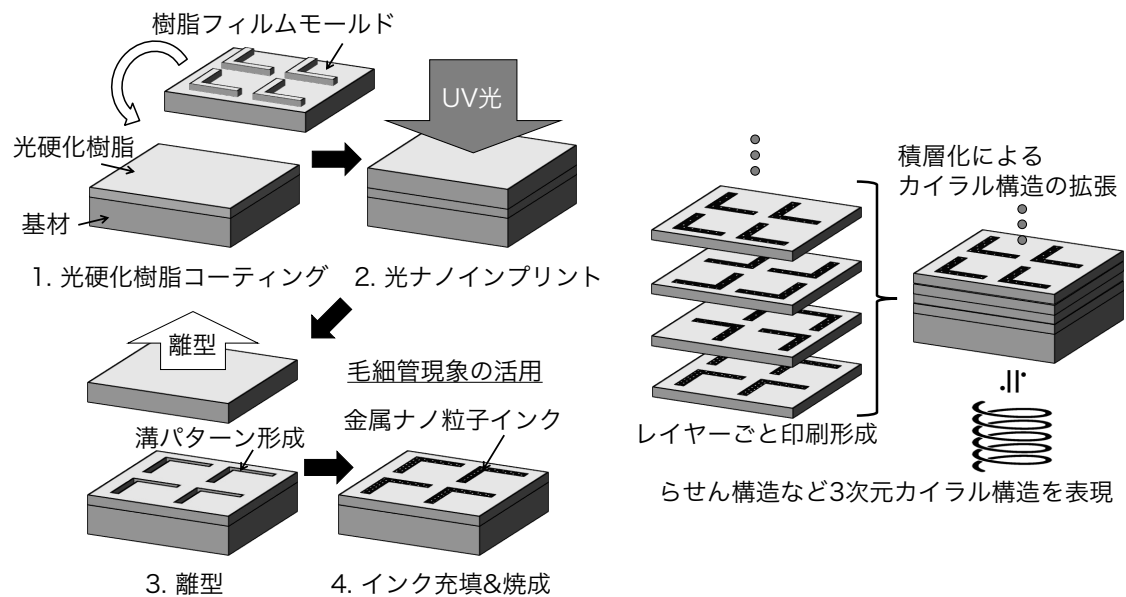 樹脂フィルムモールド
UV光
光硬化樹脂
基材
1. 光硬化樹脂コーティング
2. 光ナノインプリント
離型
毛細管現象の活用
溝パターン形成
金属ナノ粒子インク
3. 離型
4. インク充填&焼成
積層化による
カイラル構造の拡張
レイヤーごと印刷形成
らせん構造など3次元カイラル構造を表現